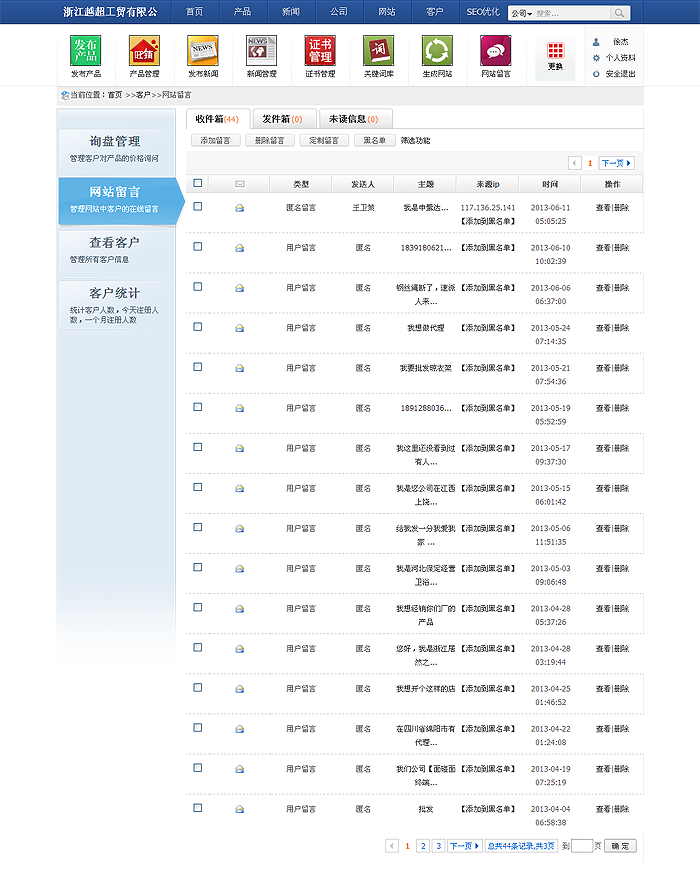 浙江越超工贸有限公 首页 产品 新闻 公司 网站 客户 SEO优化 公司 搜索...
发布产品 产品管理 发布新闻 新闻管理 证书管理 关键词库 生成网站 网站留言 更换
发布 产品 NEWS NEWS 证书 管理 词
徐杰
个人资料
安全退出
当前位置：首页 >>客户>>网站留言
询盘管理
管理客户对产品的价格询问
网站留言
管理网站中客户的在线留言
查看客户
管理所有客户信息
客户统计
统计客户人数，今天注册人
数，一个月注册人数
收件箱(44) 发件箱(0) 未读信息(0)
添加留言 删除留言 定制留言 黑名单 筛选功能
1 下一页
类型 发送人 主题 来源ip 时间 操作
匿名留言 王卫策 我是申盛达... 117.136.25.141 2013-06-11 查看|删除
【添加到黑名单】 05:05:25
用户留言 匿名 1839180621... 【添加到黑名单】 2013-06-10 查看|删除
10:02:39
用户留言 匿名 钢丝绳断了，速派 【添加到黑名单】 2013-06-06 查看|删除
人来... 06:37:00
用户留言 匿名 我想做代理 【添加到黑名单】 2013-05-24 查看|删除
07:14:35
用户留言 匿名 我要批发晾衣架 【添加到黑名单】 2013-05-21 查看|删除
07:54:36
用户留言 匿名 1891288036... 【添加到黑名单】 2013-05-19 查看|删除
05:52:59
用户留言 匿名 我这里还没看到过 【添加到黑名单】 2013-05-17 查看|删除
有人... 09:37:30
用户留言 匿名 我是您公司在江西 【添加到黑名单】 2013-05-15 查看|删除
上饶... 06:01:42
用户留言 匿名 给我发一分我爱我 【添加到黑名单】 2013-05-06 查看|删除
家 ... 11:51:35
用户留言 匿名 我是河北保定经营 【添加到黑名单】 2013-05-03 查看|删除
卫浴... 09:06:48
用户留言 匿名 我想经销你们厂的 【添加到黑名单】 2013-04-28 查看|删除
产品 05:37:26
用户留言 匿名 您好，我是浙江居 【添加到黑名单】 2013-04-28 查看|删除
然之... 03:19:44
用户留言 匿名 我想开个这样的店 【添加到黑名单】 2013-04-25 查看|删除
01:46:52
用户留言 匿名 在四川省绵阳市有 【添加到黑名单】 2013-04-22 查看|删除
代理... 01:24:08
用户留言 匿名 我们公司【面碰面 【添加到黑名单】 2013-04-19 查看|删除
终端... 07:25:19
用户留言 匿名 批发 【添加到黑名单】 2013-04-04 查看|删除
06:58:38
1 2 3 下一页 总共44条记录,共3页 到 页 确 定